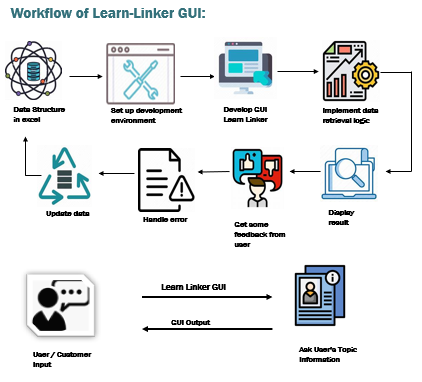 Workflow of Learn-Linker GUI:
Data Structure
in excel
Set up development
environment
Develop GUI
Learn Linker
Implement data
retrieval logic
Update data
Handle error
Get some
feedback from
user
Display
result
Learn Linker GUI
GUI Output
User / Customer
Input
Ask User's Topic
Information